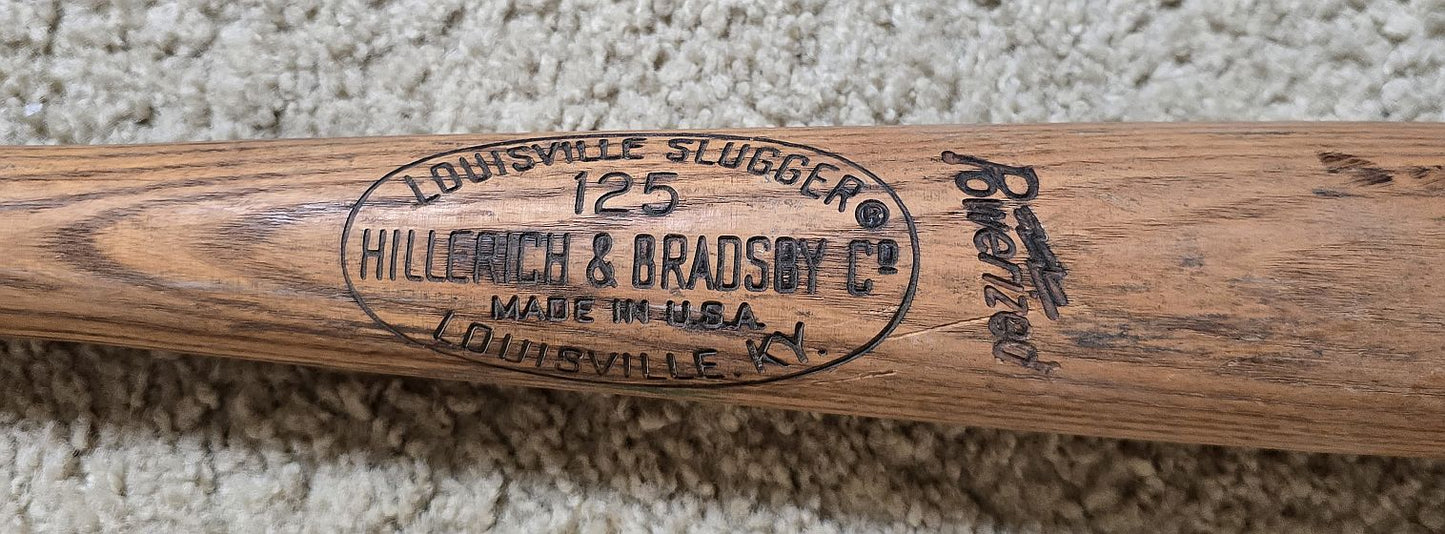 LOUISVILLE SLUGGER®
125
HILLERICH & BRADSBY Cº
MADE IN U.S.A.
LOUISVILLE. KY.
Powerized